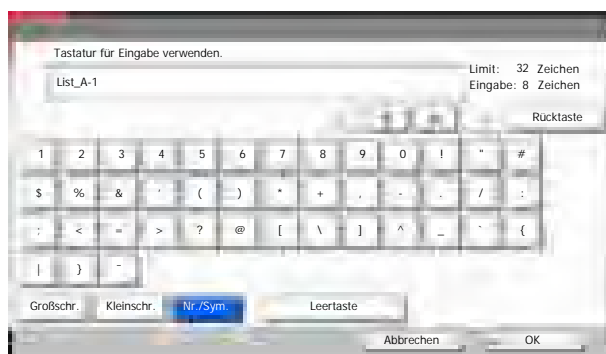 Tastatur für Eingabe verwenden.
Limit: 32 Zeichen
List_A-1
Eingabe: 8 Zeichen
Rücktaste
1 2 3 4 5 6 7 8 9 0 ! " #
$ % & ' ( ) * + , - . / :
; < = > ? @ [ \ ] ^ _ ` {
| } ~
Großschr. Kleinschr. Nr./Sym. Leertaste
Abbrechen OK